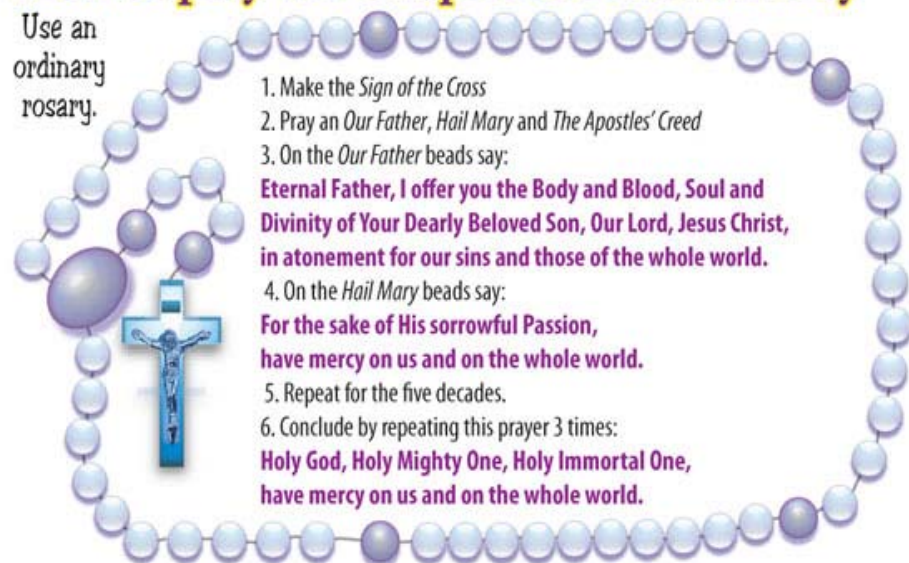 Use an
ordinary
rosary.
1. Make the Sign of the Cross
2. Pray an Our Father, Hail Mary and The Apostles' Creed
3. On the Our Father beads say:
Eternal Father, I offer you the Body and Blood, Soul and
Divinity of Your Dearly Beloved Son, Our Lord, Jesus Christ,
in atonement for our sins and those of the whole world.
4. On the Hail Mary beads say:
For the sake of His sorrowful Passion,
have mercy on us and on the whole world.
5. Repeat for the five decades.
6. Conclude by repeating this prayer 3 times:
Holy God, Holy Mighty One, Holy Immortal One,
have mercy on us and on the whole world.